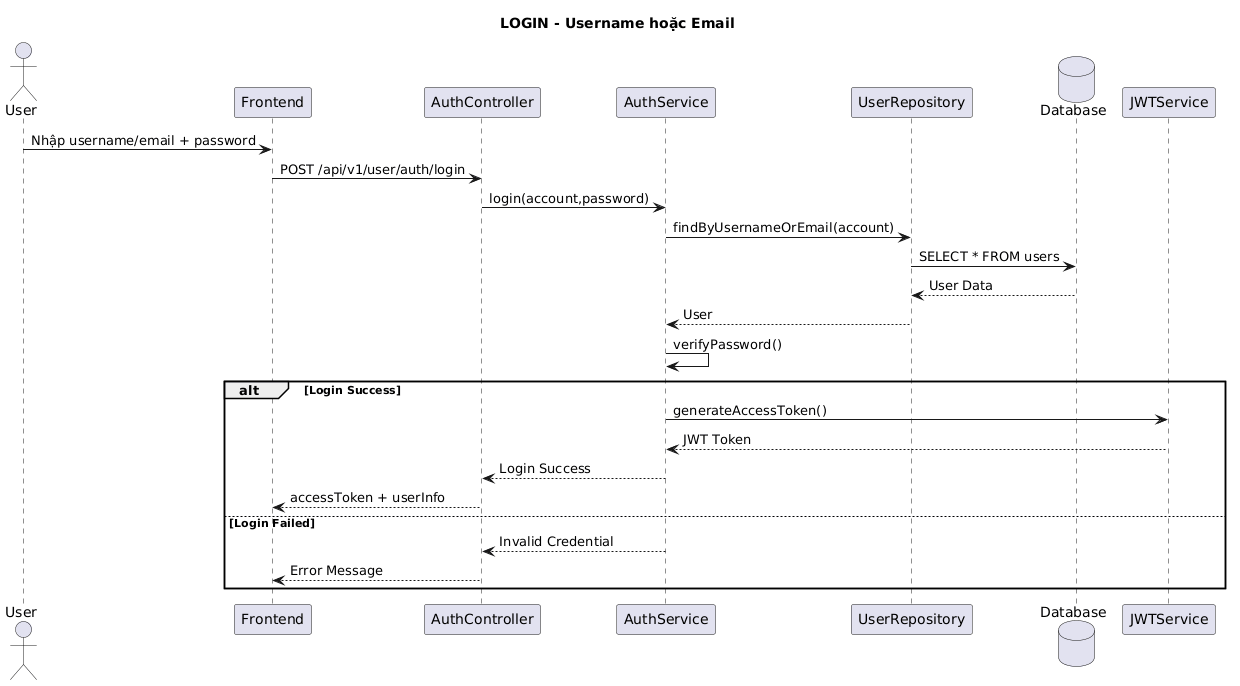 LOGIN - Username hoặc Email
User
Frontend
AuthController
AuthService
UserRepository
Database
JWTService
Nhập username/email + password
POST /api/v1/user/auth/login
login(account,password)
findByUsernameOrEmail(account)
SELECT * FROM users
User Data
User
verifyPassword()
alt [Login Success]
generateAccessToken()
JWT Token
Login Success
accessToken + userInfo
[Login Failed]
Invalid Credential
Error Message
User
Frontend
AuthController
AuthService
UserRepository
Database
JWTService